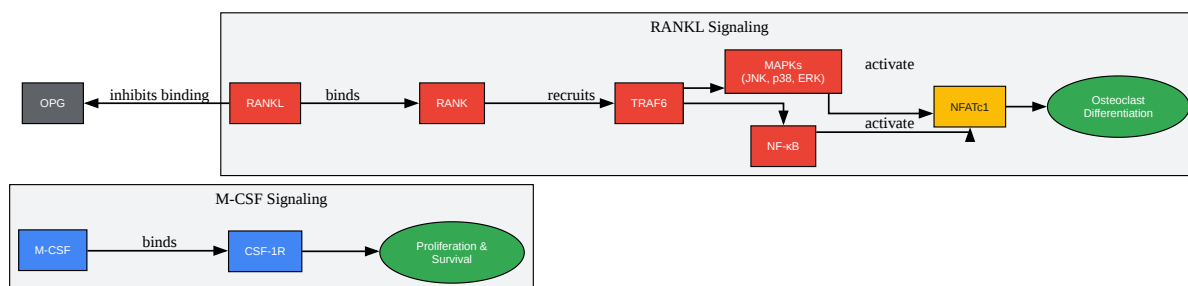 RANKL Signaling
OPG
inhibits binding
RANKL
binds
RANK
recruits
TRAF6
MAPKs
(JNK, p38, ERK)
activate
NF-κB
activate
NFATc1
Osteoclast
Differentiation
M-CSF Signaling
M-CSF
binds
CSF-1R
Proliferation &
Survival